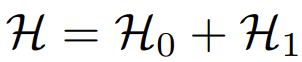 ℋ = ℋ₀ + ℋ₁